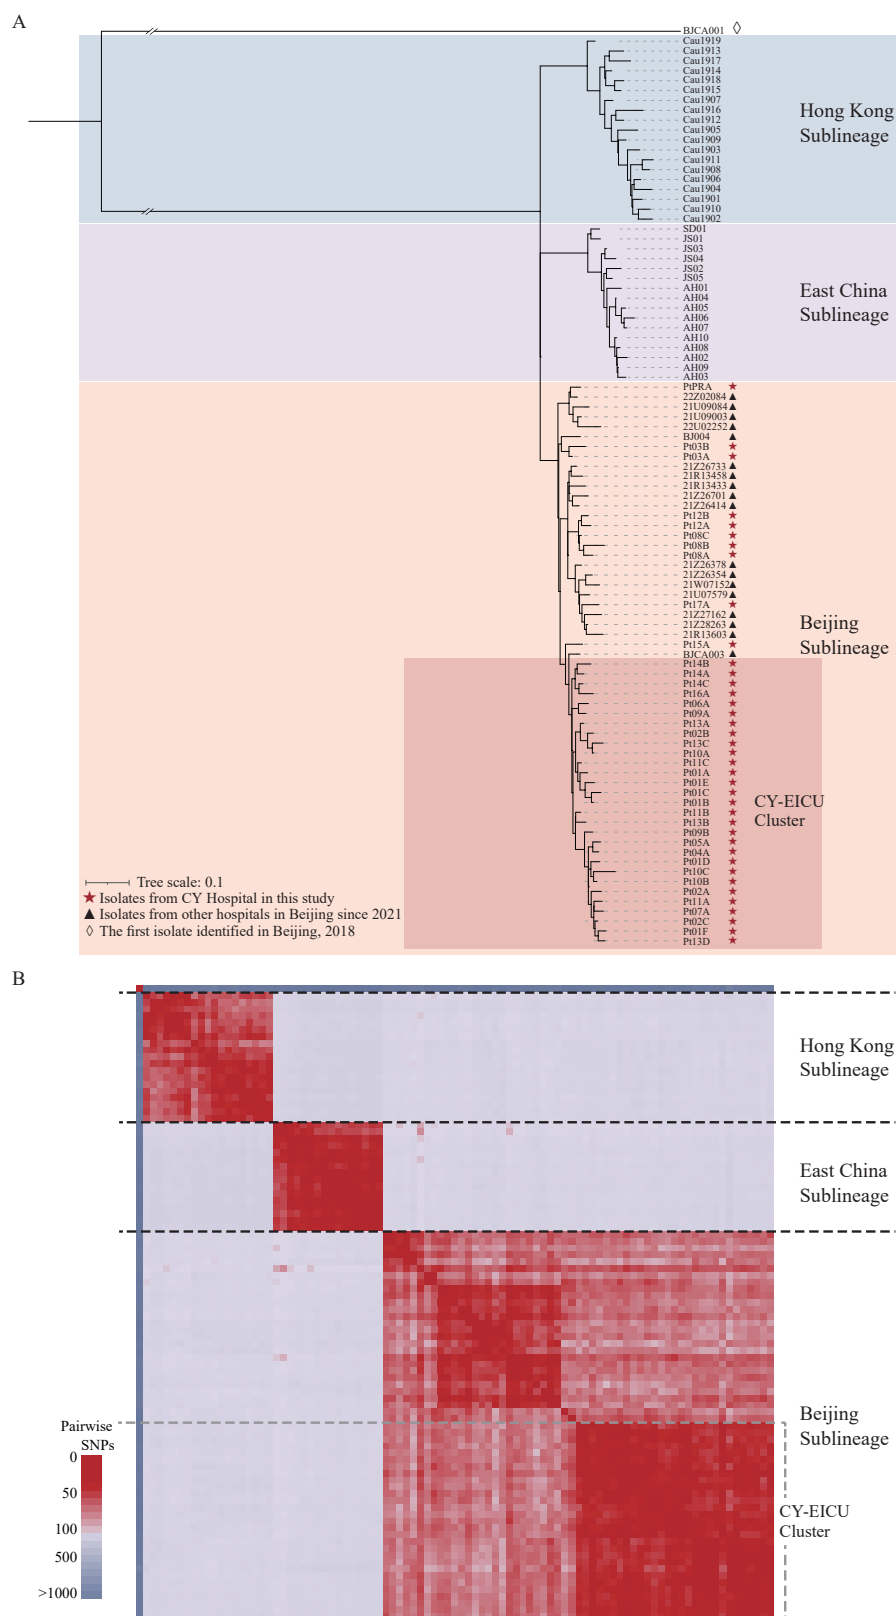 A
BJCA001
Cau1919
Cau1913
Cau1917
Cau1914
Cau1918
Cau1915
Cau1907
Cau1916
Cau1912
Cau1905
Cau1909
Cau1903
Cau1911
Cau1908
Cau1906
Cau1904
Cau1901
Cau1910
Cau1902
Hong Kong
Sublineage
SD01
JS01
JS03
JS04
JS02
JS05
AH01
AH04
AH05
AH06
AH07
AH10
AH08
AH02
AH09
AH03
East China
Sublineage
PtPRA
22Z02084
21U09084
21U09003
22U02252
BJ004
Pt03B
Pt03A
21Z26733
21R13458
21R13433
21Z26701
21Z26414
Pt12B
Pt12A
Pt08C
Pt08B
Pt08A
21Z26378
21Z26354
21W07152
21U07579
Pt17A
21Z27162
21Z28263
21R13603
Pt15A
BJCA003
Beijing
Sublineage
Pt14B
Pt14A
Pt14C
Pt16A
Pt06A
Pt09A
Pt13A
Pt02B
Pt13C
Pt10A
Pt11C
Pt01A
Pt01E
Pt01C
Pt01B
Pt11B
Pt13B
Pt09B
Pt05A
Pt04A
Pt01D
Pt10C
Pt10B
Pt02A
Pt11A
Pt07A
Pt02C
Pt01F
Pt13D
CY-EICU
Cluster
Tree scale: 0.1
★ Isolates from CY Hospital in this study
▲ Isolates from other hospitals in Beijing since 2021
◊ The first isolate identified in Beijing, 2018
B
Hong Kong
Sublineage
East China
Sublineage
Beijing
Sublineage
CY-EICU
Cluster
Pairwise
SNPs
0
50
100
500
>1000